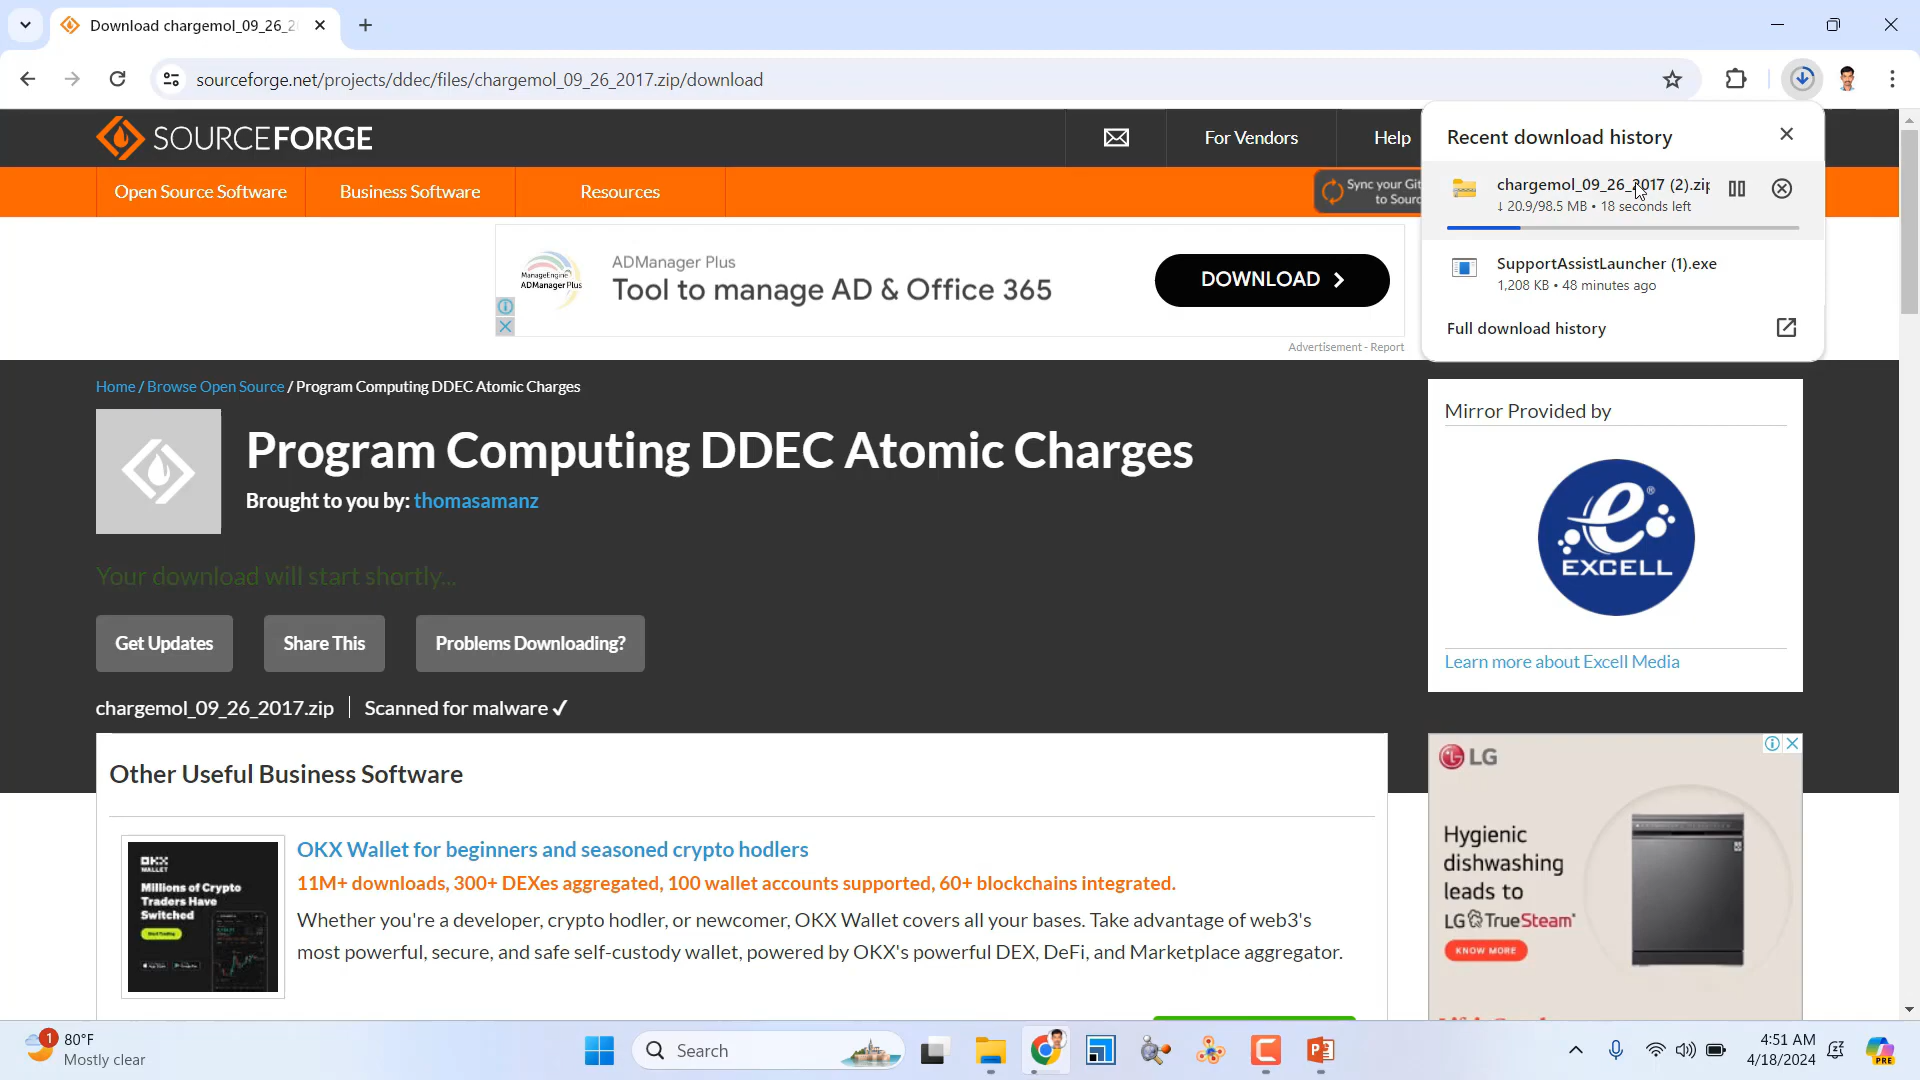 Download chargemol_09_26_2
sourceforge.net/projects/ddec/files/chargemol_09_26_2017.zip/download
SOURCEFORGE
For Vendors
Help
Recent download history
chargemol_09_26_2017 (2).zip
↓ 20.9/98.5 MB • 18 seconds left
SupportAssistLauncher (1).exe
1,208 KB • 48 minutes ago
Full download history
Open Source Software
Business Software
Resources
Sync your Git
to Sourc
ManageEngine
ADManager Plus
ADManager Plus
Tool to manage AD & Office 365
DOWNLOAD
Advertisement - Report
Home / Browse Open Source / Program Computing DDEC Atomic Charges
Program Computing DDEC Atomic Charges
Brought to you by: thomasamanz
Your download will start shortly...
Get Updates
Share This
Problems Downloading?
chargemol_09_26_2017.zip
Scanned for malware ✓
Mirror Provided by
e
EXCELL
Learn more about Excell Media
Other Useful Business Software
OKX
WALLET
Millions of Crypto
Traders Have
Switched
OKX Wallet for beginners and seasoned crypto hodlers
11M+ downloads, 300+ DEXes aggregated, 100 wallet accounts supported, 60+ blockchains integrated.
Whether you're a developer, crypto hodler, or newcomer, OKX Wallet covers all your bases. Take advantage of web3's
most powerful, secure, and safe self-custody wallet, powered by OKX's powerful DEX, DeFi, and Marketplace aggregator.
LG
Hygienic
dishwashing
leads to
LG TrueSteam
KNOW MORE
1
80°F
Mostly clear
Search
4:51 AM
4/18/2024
PRE